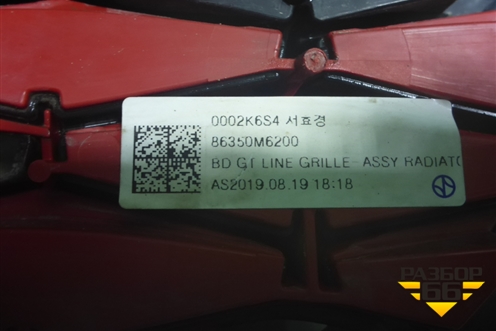 0002K6S4 서효경
86350M6200
BD GT LINE GRILLE-ASSY RADIATO
AS2019.08.19 18:18
РАЗБОР
66